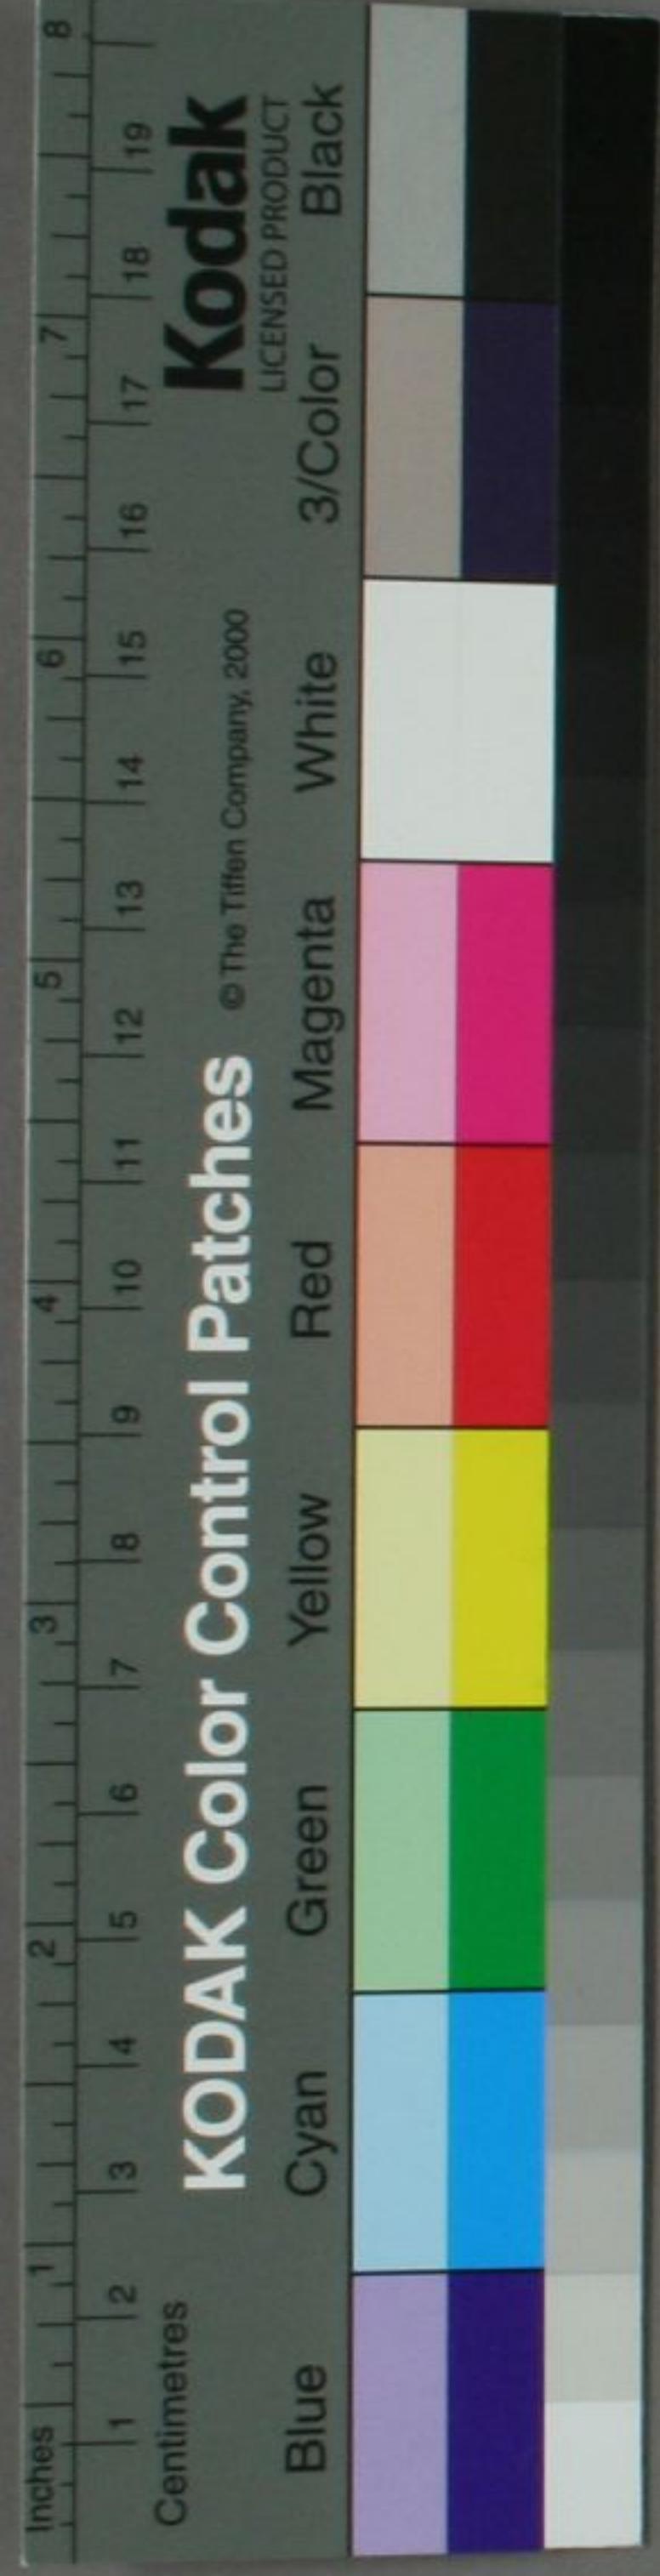 Inches 1 2 3 4 5 6 7 8
1 2 3 4 5 6 7 8 9 10 11 12 13 14 15 16 17 18 19
Centimetres
KODAK Color Control Patches © The Tiffen Company, 2000 Kodak
LICENSED PRODUCT
Blue Cyan Green Yellow Red Magenta White 3/Color Black